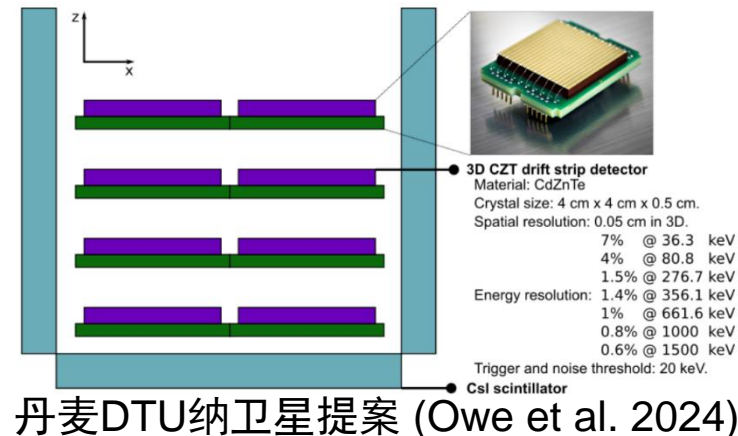 z
x
3D CZT drift strip detector
Material: CdZnTe
Crystal size: 4 cm x 4 cm x 0.5 cm.
Spatial resolution: 0.05 cm in 3D.
7% @ 36.3 keV
4% @ 80.8 keV
1.5% @ 276.7 keV
Energy resolution: 1.4% @ 356.1 keV
1% @ 661.6 keV
0.8% @ 1000 keV
0.6% @ 1500 keV
Trigger and noise threshold: 20 keV.
CsI scintillator
丹麦DTU纳卫星提案 (Owe et al. 2024)